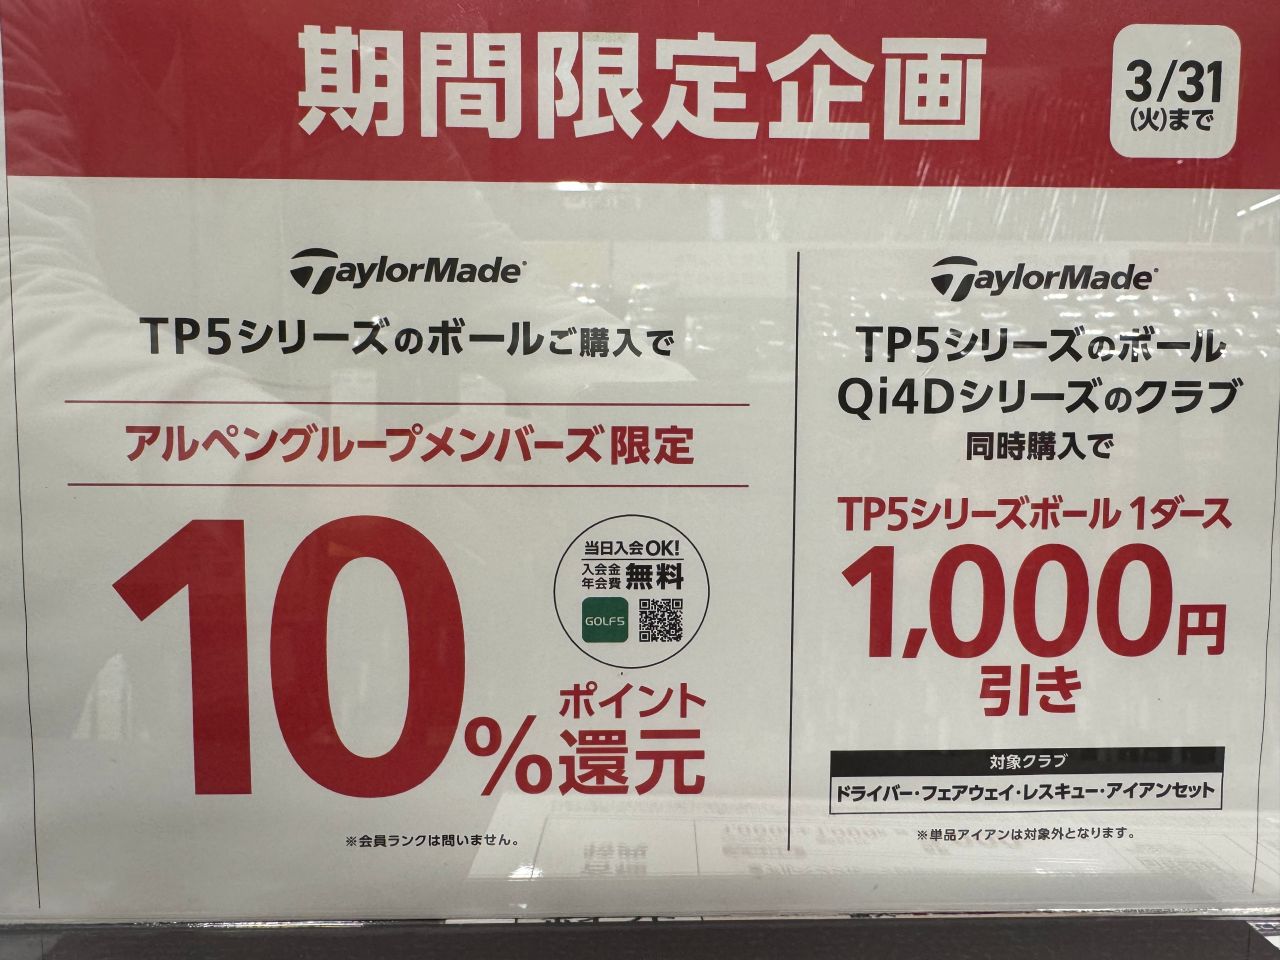 期間限定企画
3/31
(火)まで
TaylorMade
TP5シリーズのボールご購入で
アルペングループメンバーズ限定
10%ポイント還元
当日入会OK!
入会金
年会費 無料
GOLF5
※会員ランクは問いません。
TaylorMade
TP5シリーズのボール
Qi4Dシリーズのクラブ
同時購入で
TP5シリーズボール 1ダース
1,000円
引き
対象クラブ
ドライバー・フェアウェイ・レスキュー・アイアンセット
※単品アイアンは対象外となります。